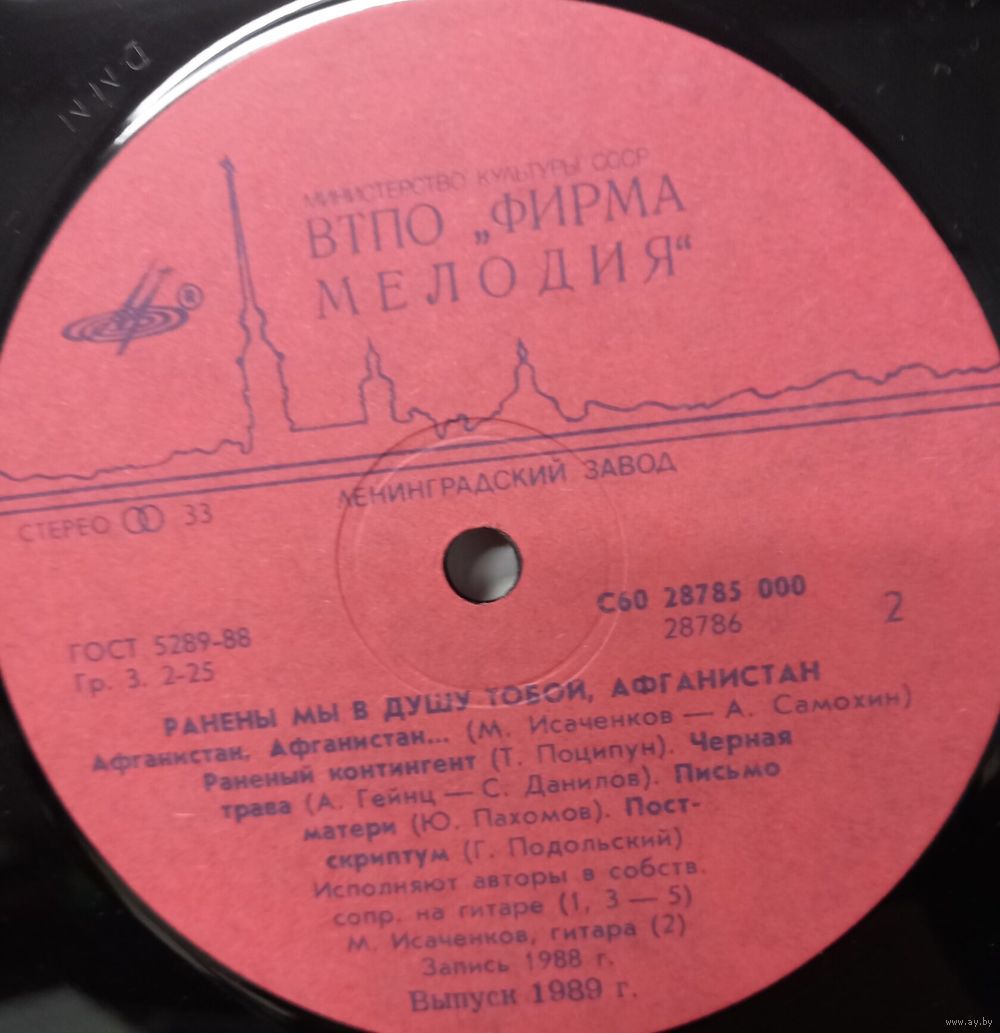 МИНИСТЕРСТВО КУЛЬТУРЫ СССР
ВТПО „ФИРМА
МЕЛОДИЯ“
®
ЛЕНИНГРАДСКИЙ ЗАВОД
СТЕРЕО 33
С60 28785 000
28786
2
ГОСТ 5289-88
Гр. 3. 2-25
РАНЕНЫ МЫ В ДУШУ ТОБОЙ, АФГАНИСТАН
Афганистан, Афганистан... (М. Исаченков — А. Самохин)
Раненый контингент (Т. Поципун). Черная
трава (А. Гейнц — С. Данилов). Письмо
матери (Ю. Пахомов). Пост-
скриптум (Г. Подольский)
Исполняют авторы в собств.
сопр. на гитаре (1, 3 — 5)
М. Исаченков, гитара (2)
Запись 1988 г.
Выпуск 1989 г.
www.ay.by